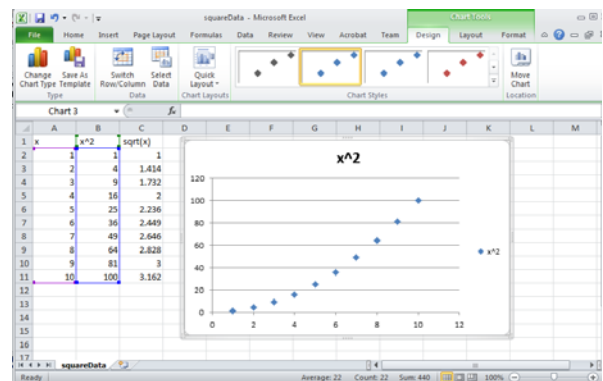 squareData - Microsoft Excel
Chart Tools
File Home Insert Page Layout Formulas Data Review View Acrobat Team Design Layout Format
Change Save As Switch Select Quick Move
Chart Type Template Row/Column Data Layout Chart
Type Data Chart Layouts Chart Styles Location
Chart 3 fx
A B C D E F G H I J K L M
1 x x^2 sqrt(x)
2 1 1 1
3 2 4 1.414
4 3 9 1.732
5 4 16 2
6 5 25 2.236
7 6 36 2.449
8 7 49 2.646
9 8 64 2.828
10 9 81 3
11 10 100 3.162
12
13
14
15
16
17
x^2
120
100
80
60
40
20
0
0 2 4 6 8 10 12
x^2
squareData
Ready Average: 22 Count: 22 Sum: 440 100%